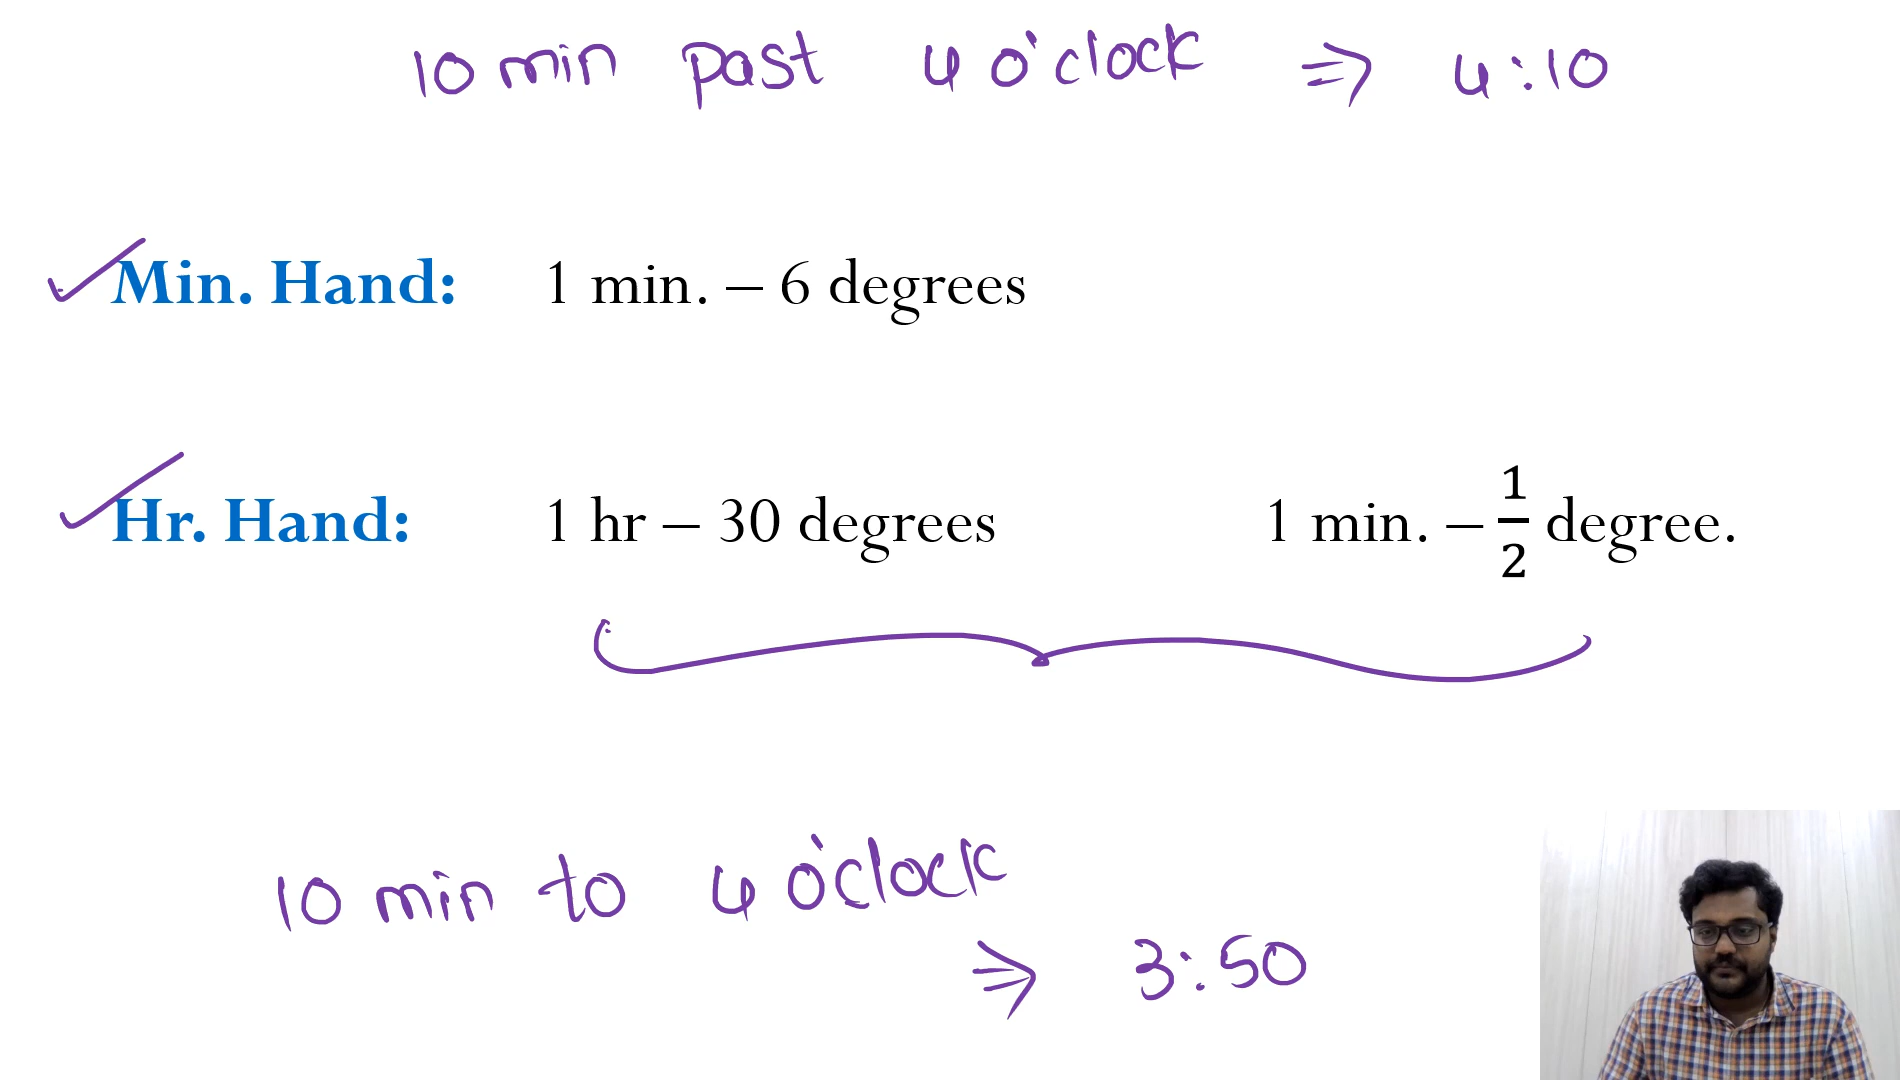 10 min past 4 o'clock ⇒ 4:10
Min. Hand: 1 min. – 6 degrees
Hr. Hand: 1 hr – 30 degrees 1 min. – 1/2 degree.
10 min to 4 o'clock
⇒ 3:50